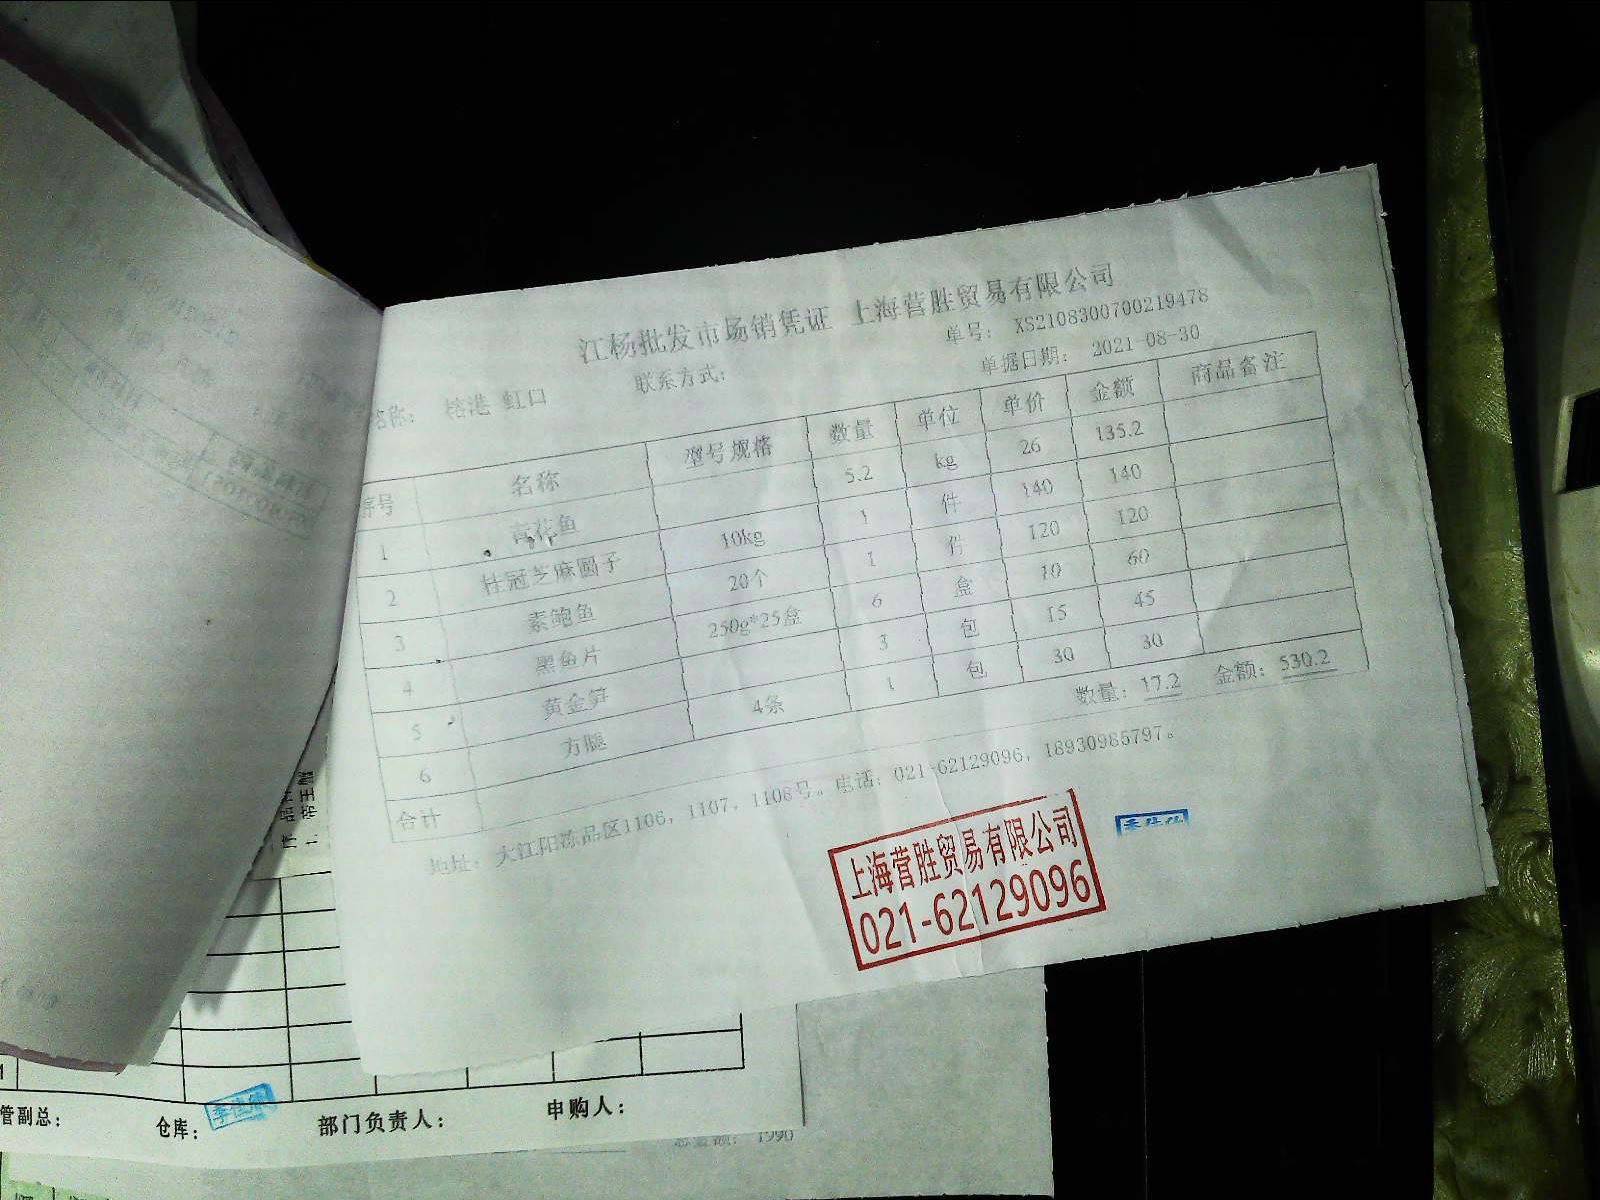 江杨批发市场销凭证 上海营胜贸易有限公司
单号: XS2108300700219478
名称: 榕港 虹口 联系方式: 单据日期: 2021-08-30
序号 名称 型号规格 数量 单位 单价 金额 商品备注
1 青花鱼 5.2 kg 26 135.2
2 桂冠芝麻圆子 10kg 1 件 140 140
3 素鲍鱼 20个 1 件 120 120
4 黑鱼片 250g*25盒 6 盒 10 60
5 黄金笋 3 包 15 45
6 方腿 4条 1 包 30 30
合计 数量: 17.2 金额: 530.2
地址: 大江阳冻品区1106, 1107, 1108号。电话: 021-62129096, 18930985797。
上海营胜贸易有限公司
021-62129096
管副总: 仓库: 部门负责人: 申购人:
总金额: 1990